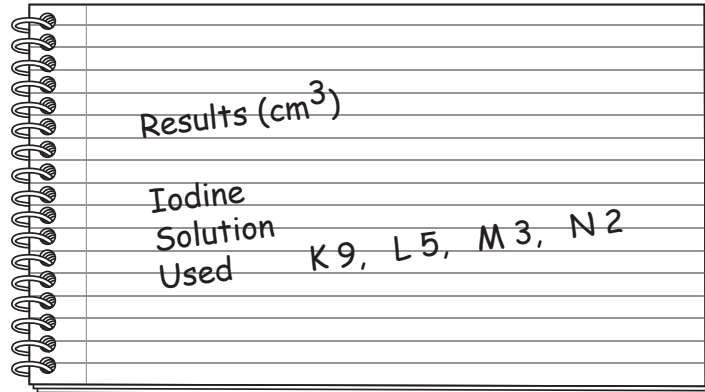 Results (cm³)
Iodine
Solution
Used K 9, L 5, M 3, N 2